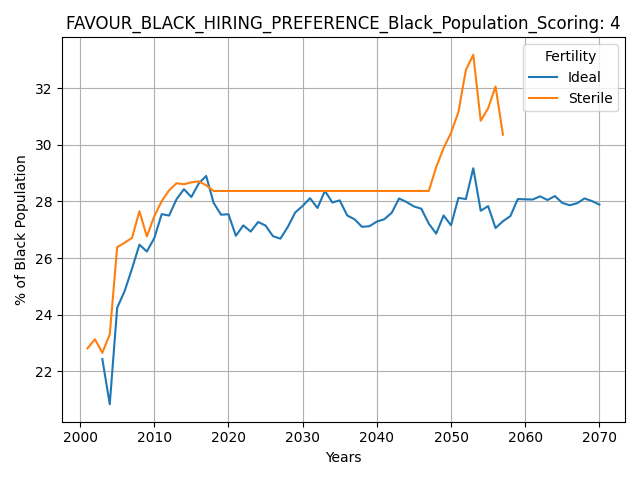 FAVOUR_BLACK_HIRING_PREFERENCE_Black_Population_Scoring: 4
Fertility
Ideal
Sterile
% of Black Population
32
30
28
26
24
22
2000 2010 2020 2030 2040 2050 2060 2070
Years